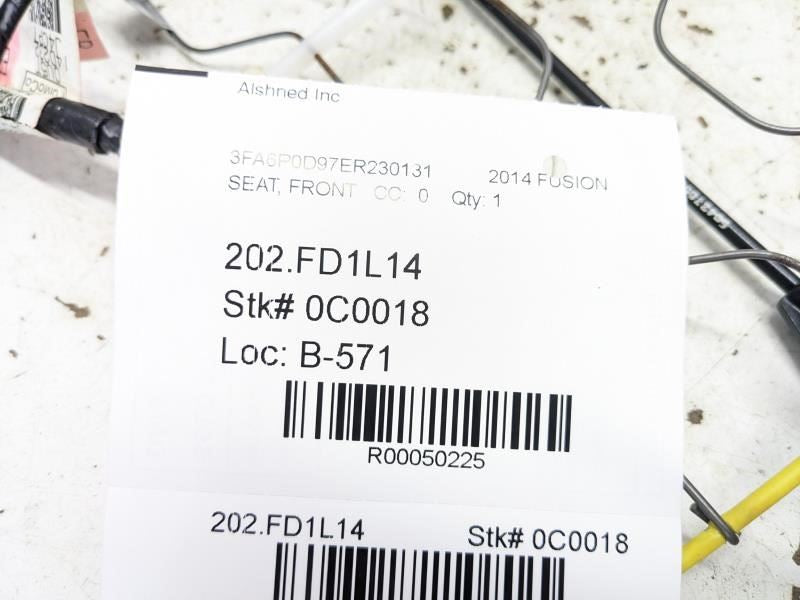 Alshned Inc
3FA6P0D97ER230131 2014 FUSION
SEAT, FRONT CC: 0 Qty: 1
202.FD1L14
Stk# 0C0018
Loc: B-571
R00050225
202.FD1L14 Stk# 0C0018